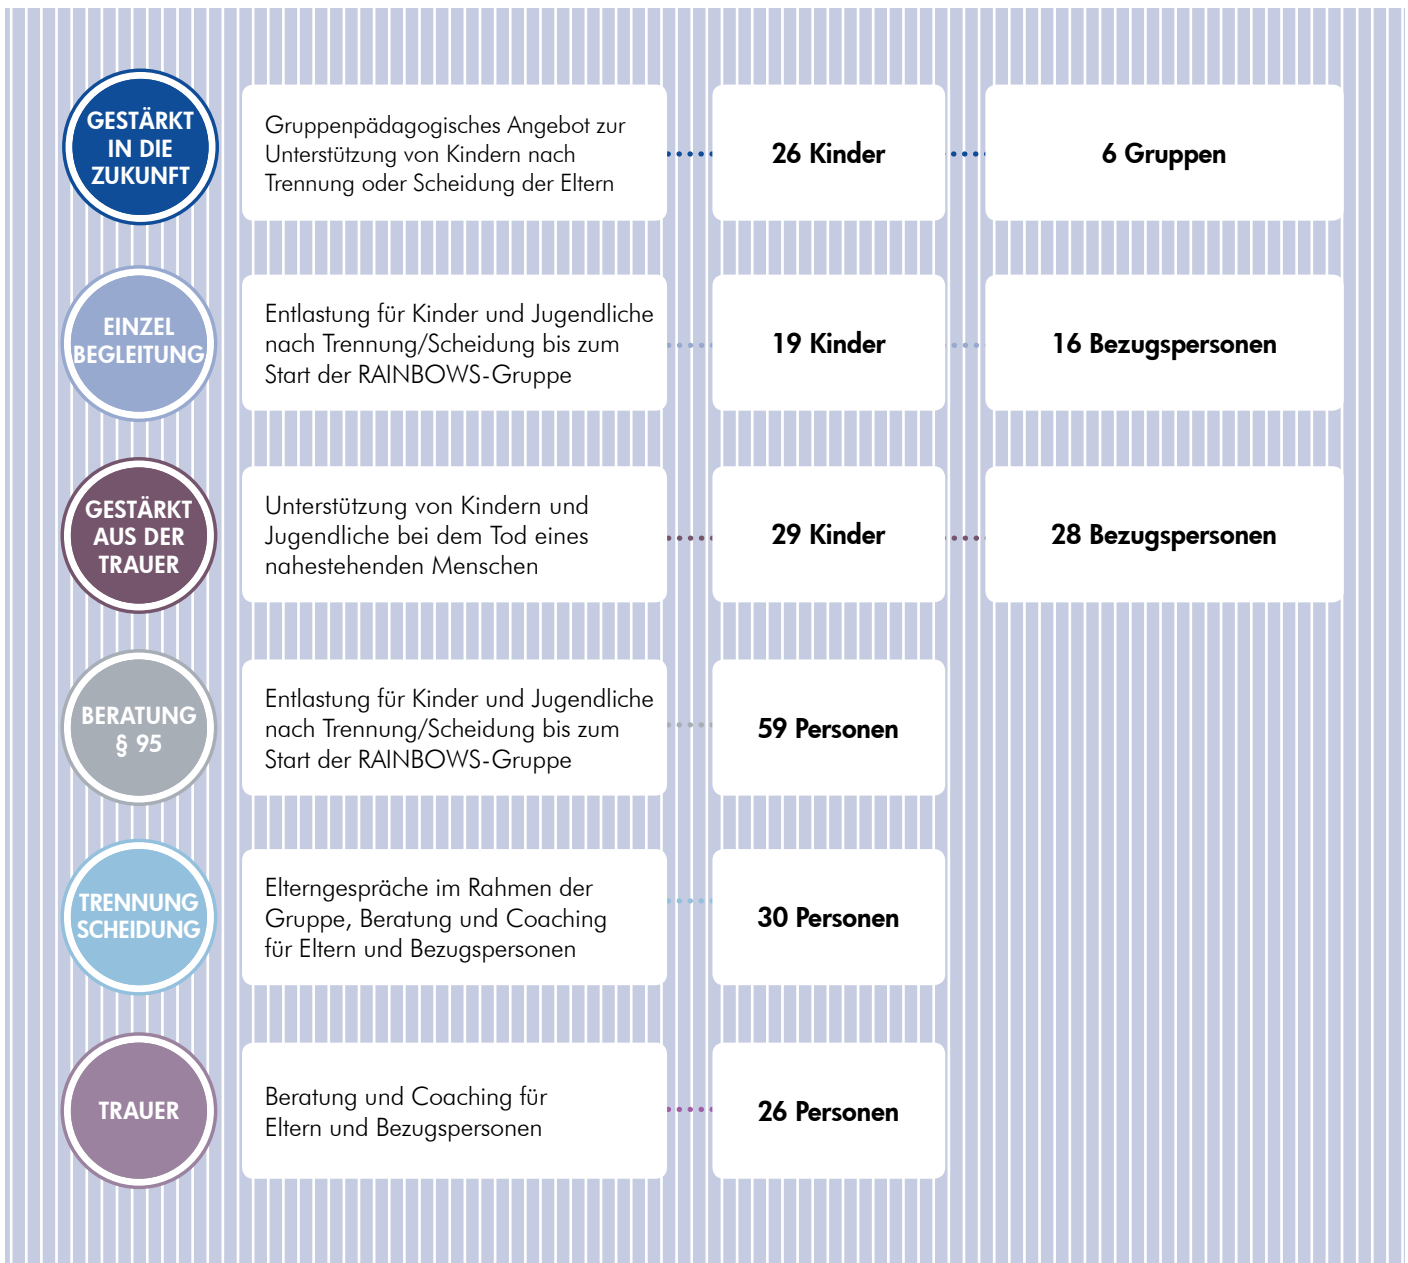 GESTÄRKT
IN DIE
ZUKUNFT
Gruppenpädagogisches Angebot zur
Unterstützung von Kindern nach
Trennung oder Scheidung der Eltern
26 Kinder
6 Gruppen
EINZEL
BEGLEITUNG
Entlastung für Kinder und Jugendliche
nach Trennung/Scheidung bis zum
Start der RAINBOWS-Gruppe
19 Kinder
16 Bezugspersonen
GESTÄRKT
AUS DER
TRAUER
Unterstützung von Kindern und
Jugendliche bei dem Tod eines
nahestehenden Menschen
29 Kinder
28 Bezugspersonen
BERATUNG
§ 95
Entlastung für Kinder und Jugendliche
nach Trennung/Scheidung bis zum
Start der RAINBOWS-Gruppe
59 Personen
TRENNUNG
SCHEIDUNG
Elterngespräche im Rahmen der
Gruppe, Beratung und Coaching
für Eltern und Bezugspersonen
30 Personen
TRAUER
Beratung und Coaching für
Eltern und Bezugspersonen
26 Personen